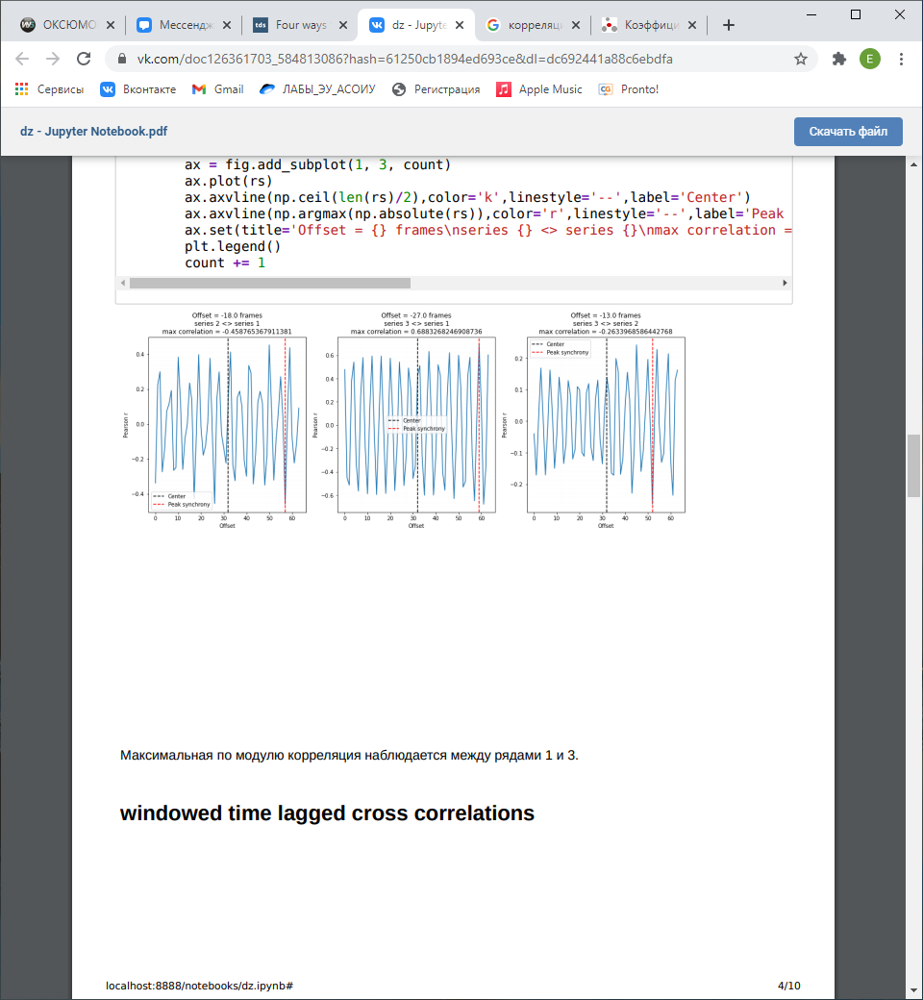 ОКСЮМО
Мессендж
Four ways
dz - Jupyte
корреляц
Коэффици
vk.com/doc126361703_584813086?hash=61250cb1894ed693ce&dl=dc692441a88c6ebdfa
E
Сервисы
Вконтакте
Gmail
ЛАБЫ_ЭУ_АСОИУ
Регистрация
Apple Music
Pronto!
dz - Jupyter Notebook.pdf
Скачать файл
ax = fig.add_subplot(1, 3, count)
ax.plot(rs)
ax.axvline(np.ceil(len(rs)/2),color='k',linestyle='--',label='Center')
ax.axvline(np.argmax(np.absolute(rs)),color='r',linestyle='--',label='Peak
ax.set(title='Offset = {} frames\nseries {} <> series {}\nmax correlation =
plt.legend()
count += 1
Offset = -18.0 frames
series 2 <> series 1
max correlation = -0.458765367911381
0.4
0.2
0.0
−0.2
−0.4
Pearson r
Center
Peak synchrony
0 10 20 30 40 50 60
Offset
Offset = -27.0 frames
series 3 <> series 1
max correlation = 0.6883268246908736
0.6
0.4
0.2
0.0
−0.2
−0.4
−0.6
Pearson r
Center
Peak synchrony
0 10 20 30 40 50 60
Offset
Offset = -13.0 frames
series 3 <> series 2
max correlation = -0.2633968586442768
0.2
0.1
0.0
−0.1
−0.2
Pearson r
Center
Peak synchrony
0 10 20 30 40 50 60
Offset
Максимальная по модулю корреляция наблюдается между рядами 1 и 3.
windowed time lagged cross correlations
localhost:8888/notebooks/dz.ipynb#
4/10